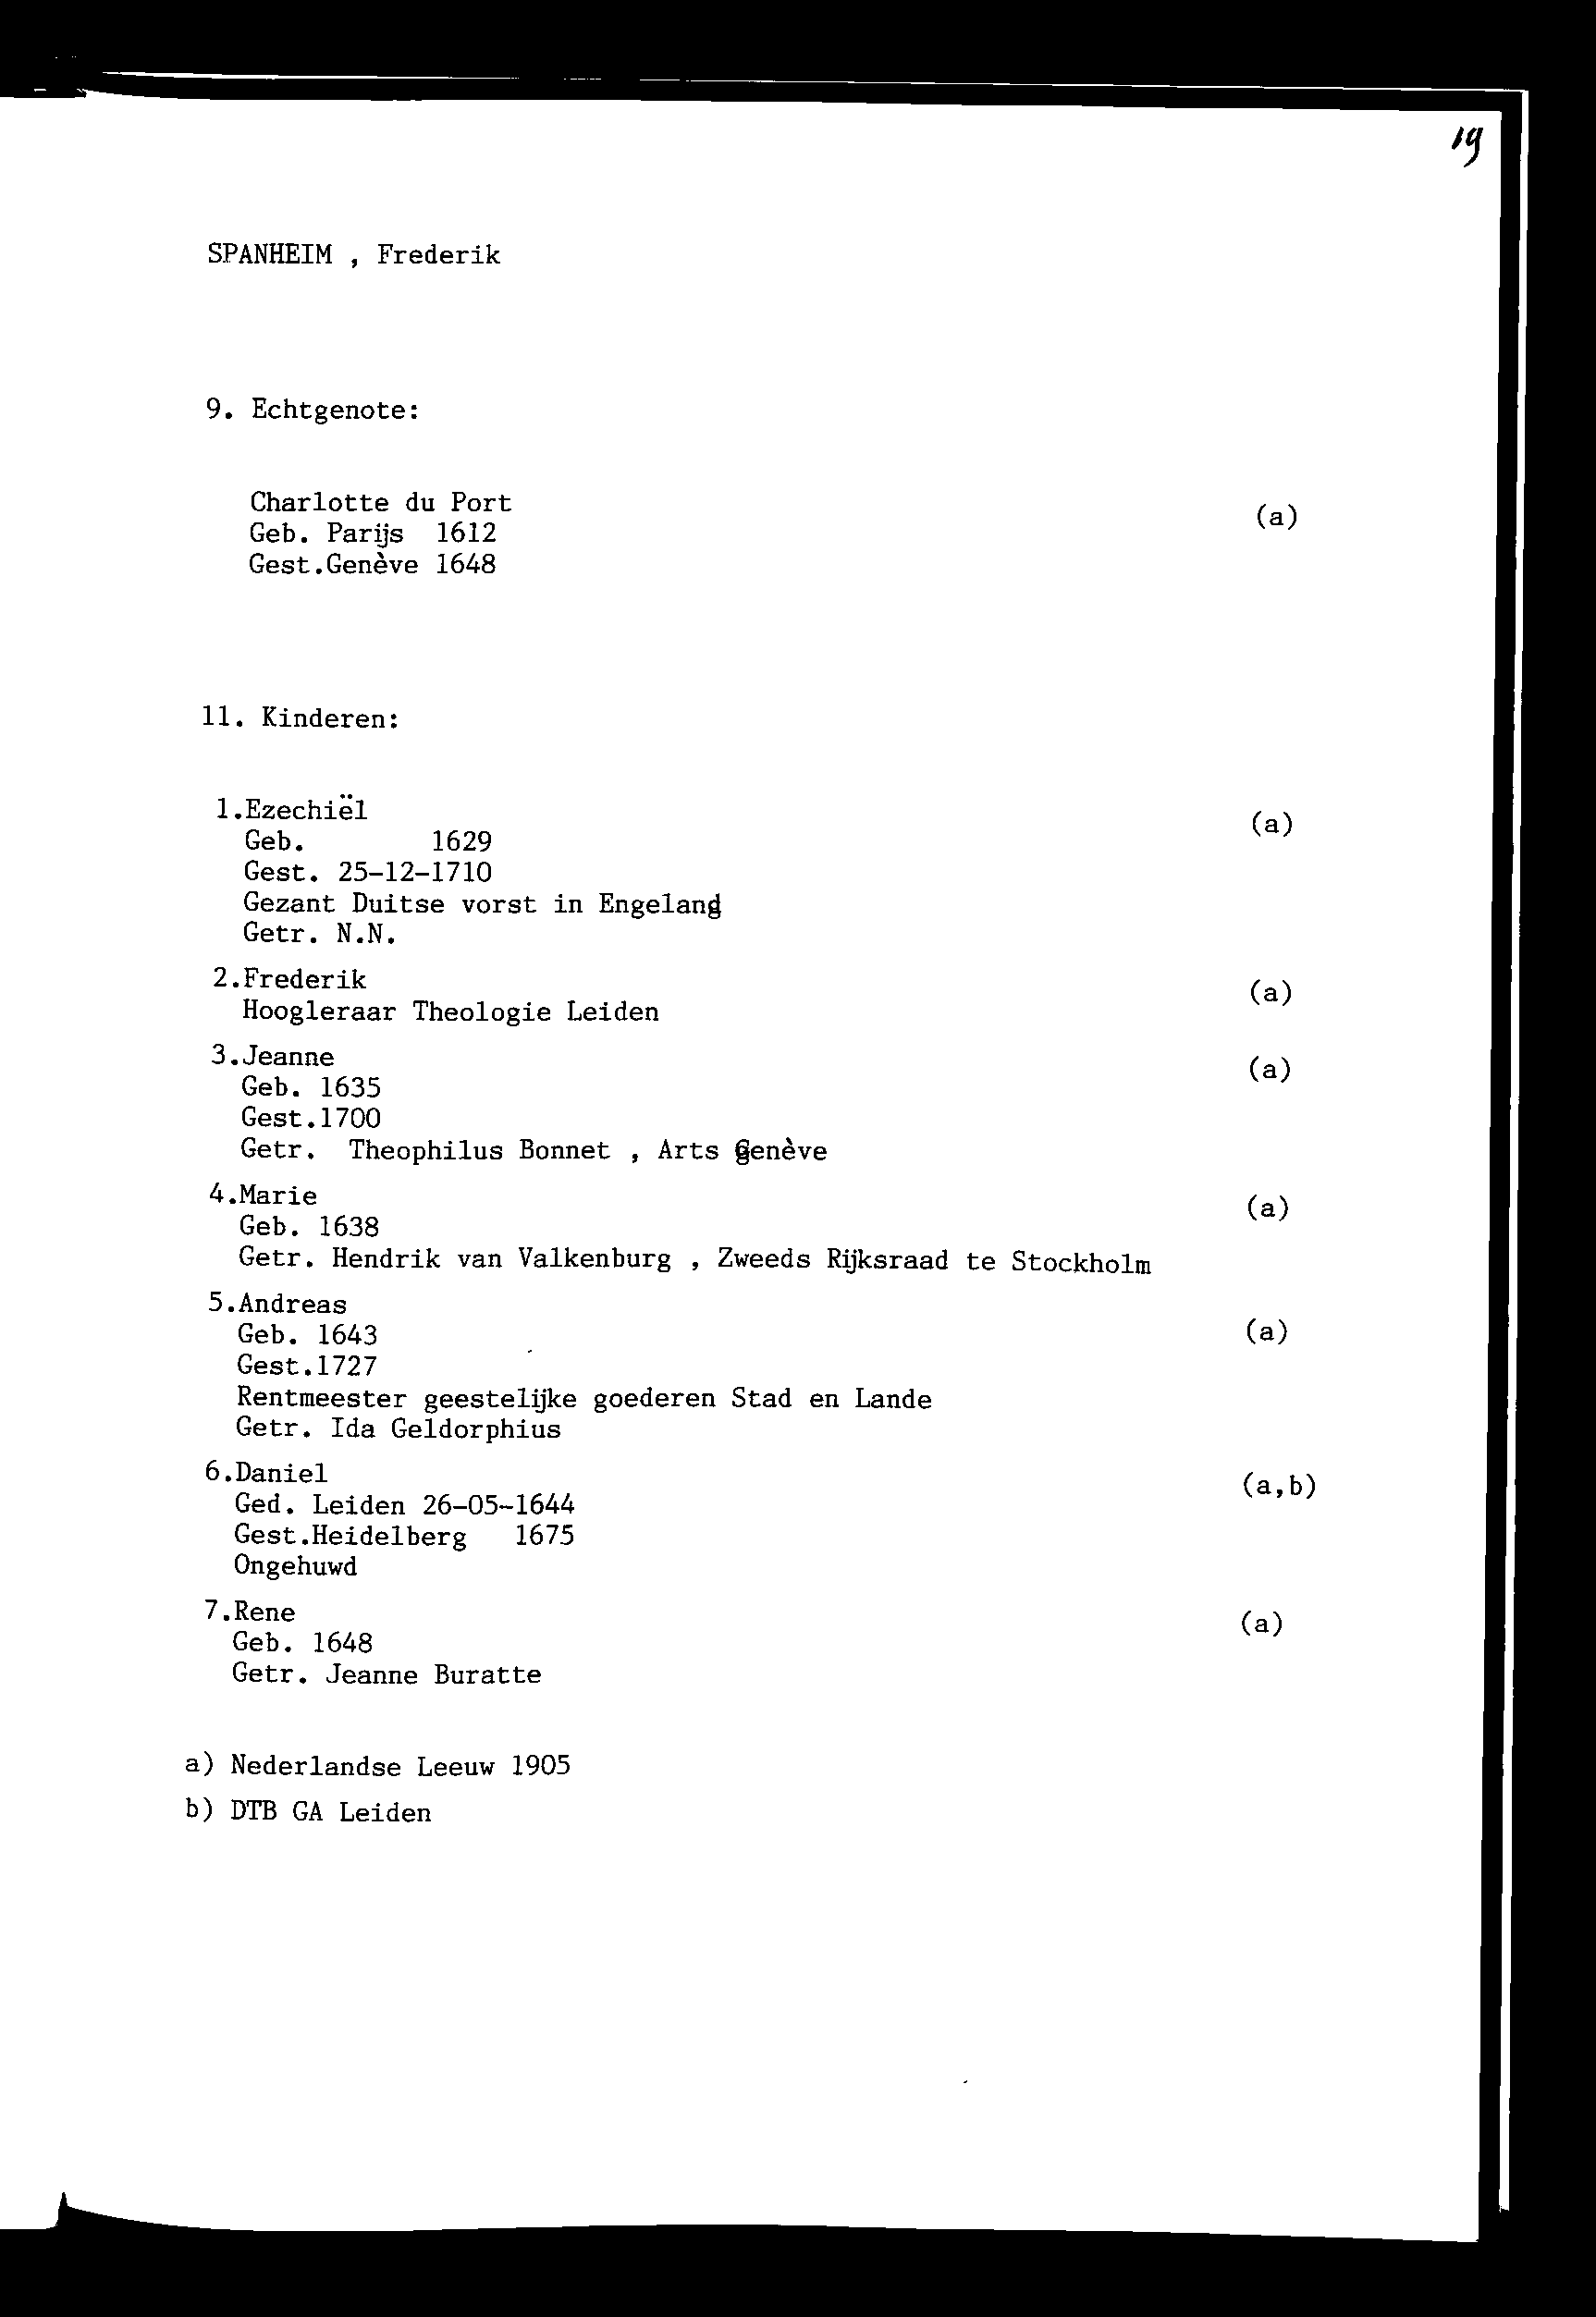 19
SPANHEIM , Frederik
9. Echtgenote:
Charlotte du Port
(a)
Geb. Parijs 1612
Gest.Genève 1648
11. Kinderen:
1.Ezechiël
(a)
Geb. 1629
Gest. 25-12-1710
Gezant Duitse vorst in Engeland
Getr. N.N.
2.Frederik
(a)
Hoogleraar Theologie Leiden
3.Jeanne
(a)
Geb. 1635
Gest.1700
Getr. Theophilus Bonnet , Arts Genève
4.Marie
(a)
Geb. 1638
Getr. Hendrik van Valkenburg , Zweeds Rijksraad te Stockholm
5.Andreas
Geb. 1643 (a)
Gest.1727
Rentmeester geestelijke goederen Stad en Lande
Getr. Ida Geldorphius
6.Daniel
(a,b)
Ged. Leiden 26-05-1644
Gest.Heidelberg 1675
Ongehuwd
7.Rene
(a)
Geb. 1648
Getr. Jeanne Buratte
a) Nederlandse Leeuw 1905
b) DTB GA Leiden